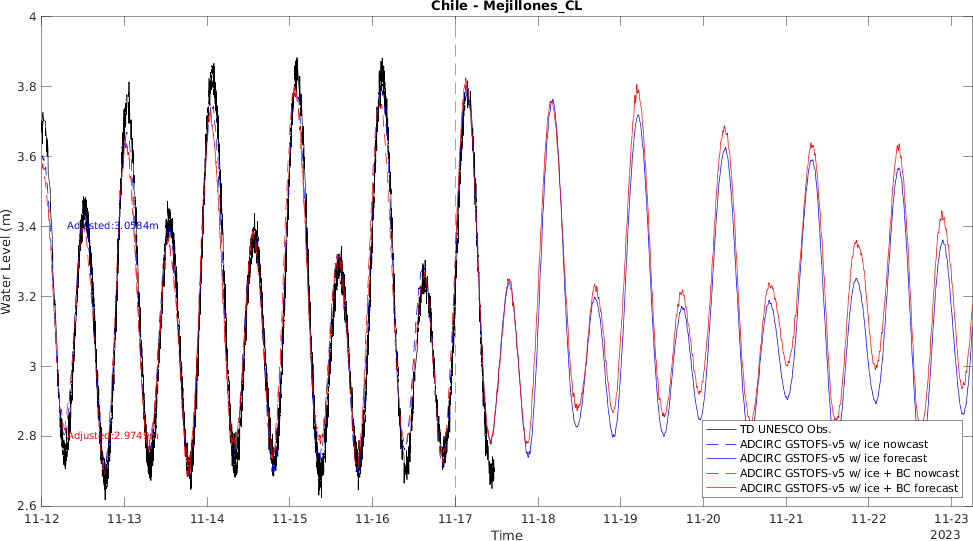 Chile - Mejillones_CL
4
3.8
3.6
3.4
3.2
3
2.8
2.6
Water Level (m)
Adjusted:3.0584m
Adjusted:2.9749m
TD UNESCO Obs.
ADCIRC GSTOFS-v5 w/ ice nowcast
ADCIRC GSTOFS-v5 w/ ice forecast
ADCIRC GSTOFS-v5 w/ ice + BC nowcast
ADCIRC GSTOFS-v5 w/ ice + BC forecast
11-12 11-13 11-14 11-15 11-16 11-17 11-18 11-19 11-20 11-21 11-22 11-23
Time
2023